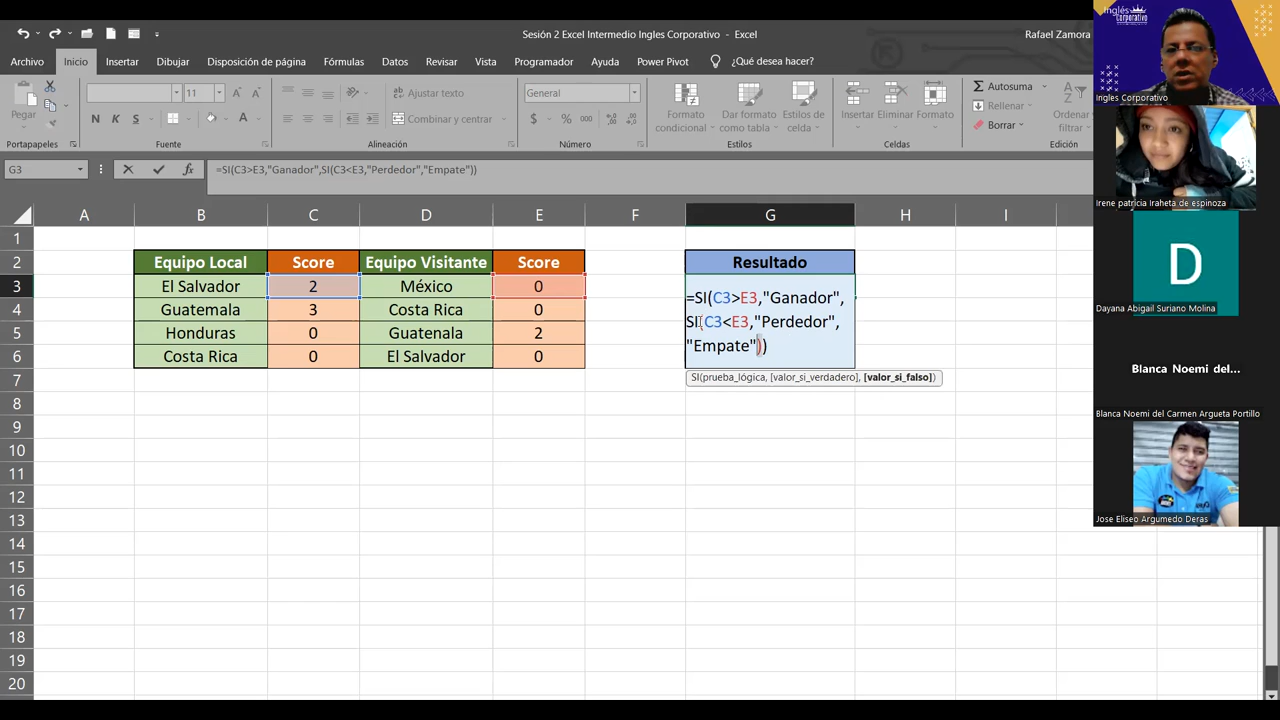 Sesión 2 Excel Intermedio Ingles Corporativo - Excel
Rafael Zamora
Archivo Inicio Insertar Dibujar Disposición de página Fórmulas Datos Revisar Vista Programador Ayuda Power Pivot ¿Qué desea hacer?
Pegar
N K S
11
A A
A
Ajustar texto
Combinar y centrar
General
$ % 000
Formato condicional
Dar formato como tabla
Estilos de celda
Insertar Eliminar Formato
Autosuma
Rellenar
Borrar
Ordenar filtrar
Portapapeles Fuente Alineación Número Estilos Celdas Edición
G3 fx =SI(C3>E3,"Ganador",SI(C3<E3,"Perdedor","Empate"))
A B C D E F G H I
1
2 Equipo Local Score Equipo Visitante Score Resultado
3 El Salvador 2 México 0
4 Guatemala 3 Costa Rica 0
5 Honduras 0 Guatenala 2
6 Costa Rica 0 El Salvador 0
=SI(C3>E3,"Ganador",
SI(C3<E3,"Perdedor",
"Empate"))
SI(prueba_lógica, [valor_si_verdadero], [valor_si_falso])
7
8
9
10
11
12
13
14
15
16
17
18
19
20
Inglés
Corporativo
Ingles Corporativo
Irene patricia Iraheta de espinoza
D
Dayana Abigail Suriano Molina
Blanca Noemi del...
Blanca Noemi del Carmen Argueta Portillo
Jose Eliseo Argumedo Deras